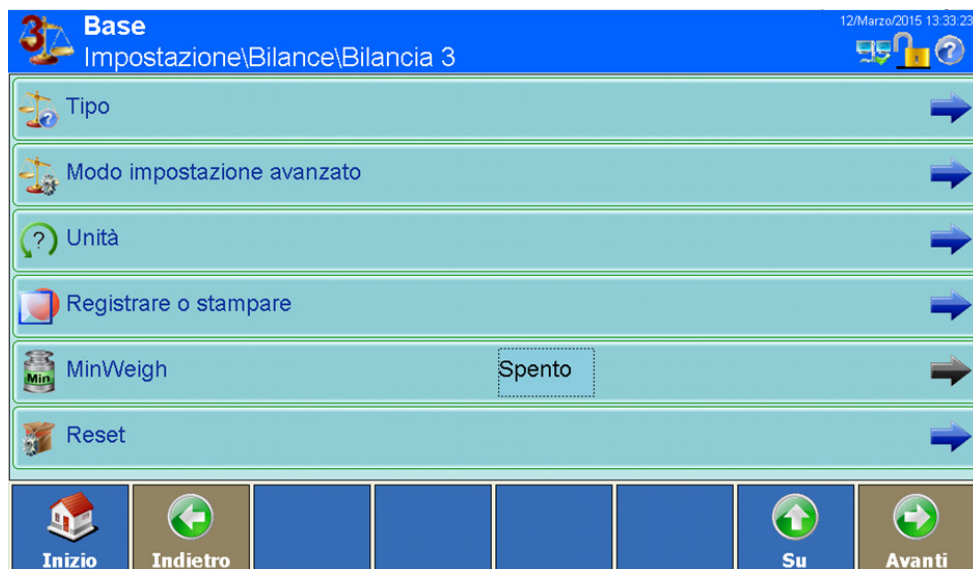 3
Base
12/Marzo/2015 13:33:23
Impostazione\Bilance\Bilancia 3
?
Tipo
?
Modo impostazione avanzato
? Unità
Registrare o stampare
Min MinWeigh Spento
Reset
Inizio Indietro Su Avanti